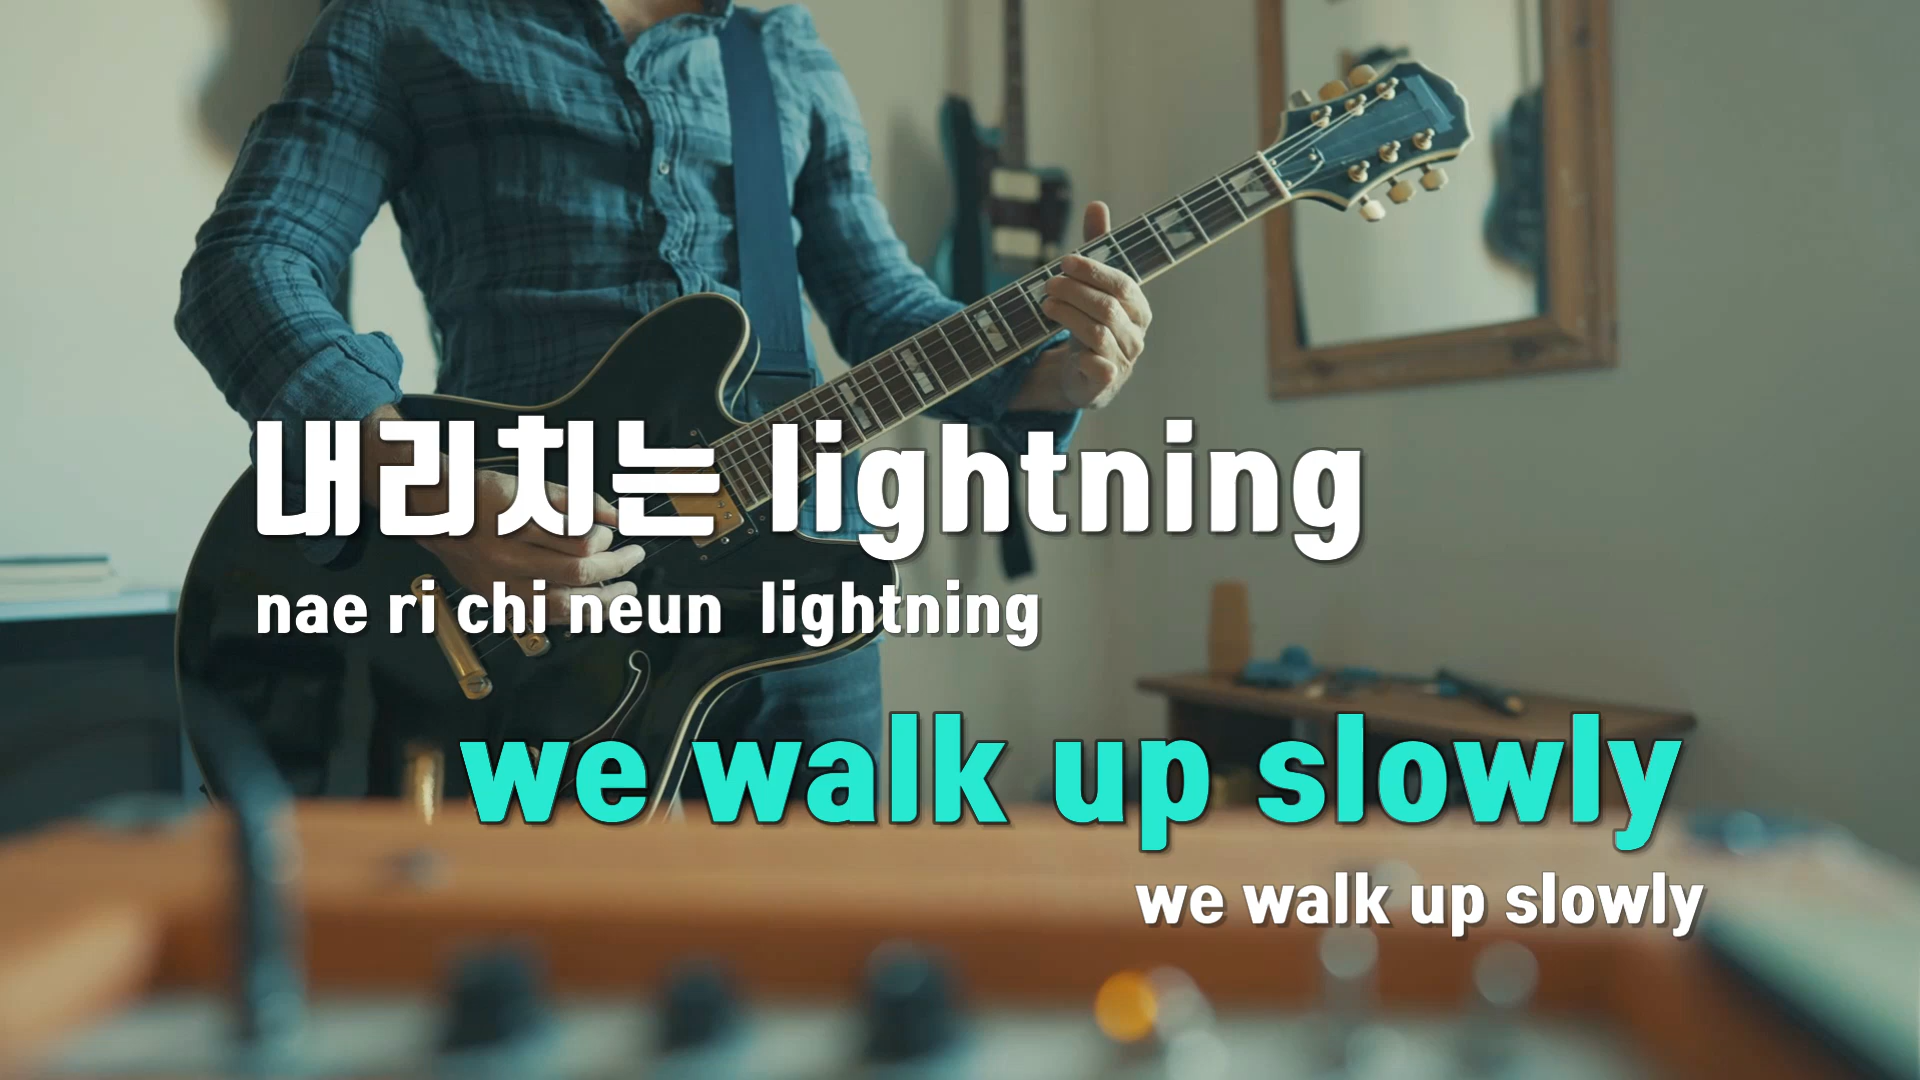 내리치는 lightning
nae ri chi neun lightning
we walk up slowly
we walk up slowly